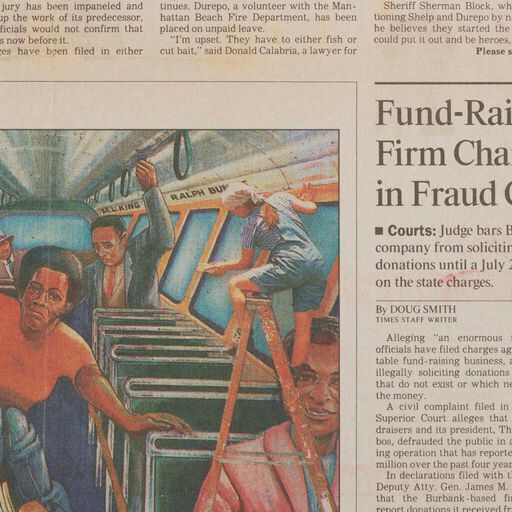 jury has been impaneled and
up the work of its predecessor,
ficials would not confirm that
s now before it.
ges have been filed in either
tinues. Durepo, a volunteer with the Man-
hattan Beach Fire Department, has been
placed on unpaid leave.
"I'm upset. They have to either fish or
cut bait," said Donald Calabria, a lawyer for
Sheriff Sherman Block, wh
tioning Shelp and Durepo by n
he believes they started the
could put it out and be heroes,
Please s
M.L.KING
RALPH BUN
Fund-Rai
Firm Cha
in Fraud C
■ Courts: Judge bars B
company from solicitin
donations until a July 2
on the state charges.
By DOUG SMITH
TIMES STAFF WRITER
Alleging "an enormous f
officials have filed charges ag
table fund-raising business, a
illegally soliciting donations
that do not exist or which ne
the money.
A civil complaint filed in
Superior Court alleges that
draisers and its president, Th
bos, defrauded the public in a
ing operation that has reporte
million over the past four year
In declarations filed with t
Deputy Atty. Gen. James M.
that the Burbank-based fi
report donations it received fr